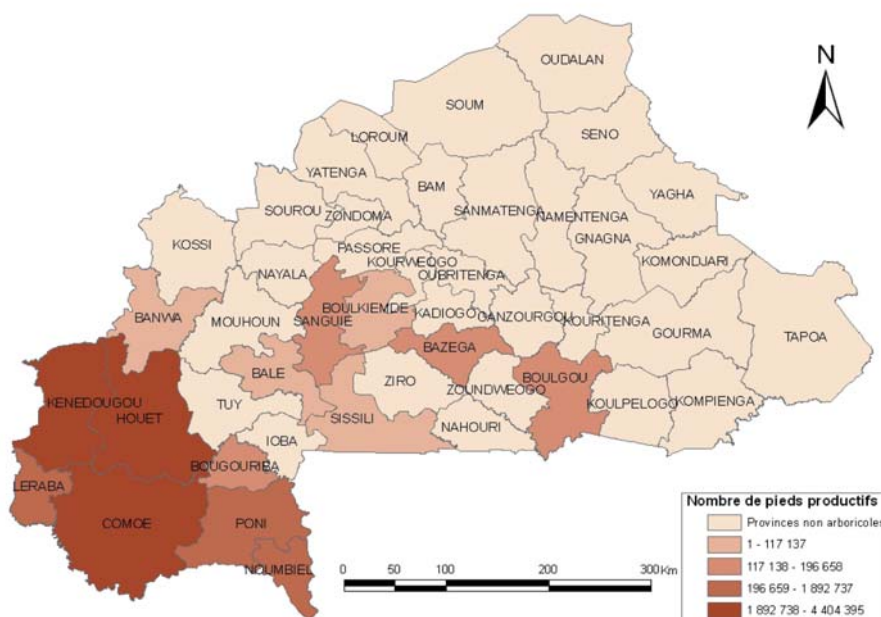 OUDALAN
N
SOUM
LOROUM
SENO
YATENGA
BAM
YAGHA
SOUROU
ZONDOMA
SANMATENGA
NAMENTENGA
KOSSI
GNAGNA
PASSORE
KOURWEOGO
KOMONDJARI
NAYALA
OUBRITENGA
BANWA
MOUHOUN
SANGUIE
BOULKIEMDE
KADIOGO
GANZOURGOU
KOURITENGA
GOURMA
TAPOA
BAZEGA
BALE
ZIRO
BOULGOU
KENEDOUGOU
TUY
ZOUNDWEOGO
KOULPELOGO
KOMPIENGA
HOUET
SISSILI
NAHOURI
IOBA
BOUGOURIBA
LERABA
COMOE
PONI
NOUMBIEL
0 50 100 200 300 Km
Nombre de pieds productifs
Provinces non arboricoles
1 - 117 137
117 138 - 196 658
196 659 - 1 892 737
1 892 738 - 4 404 395